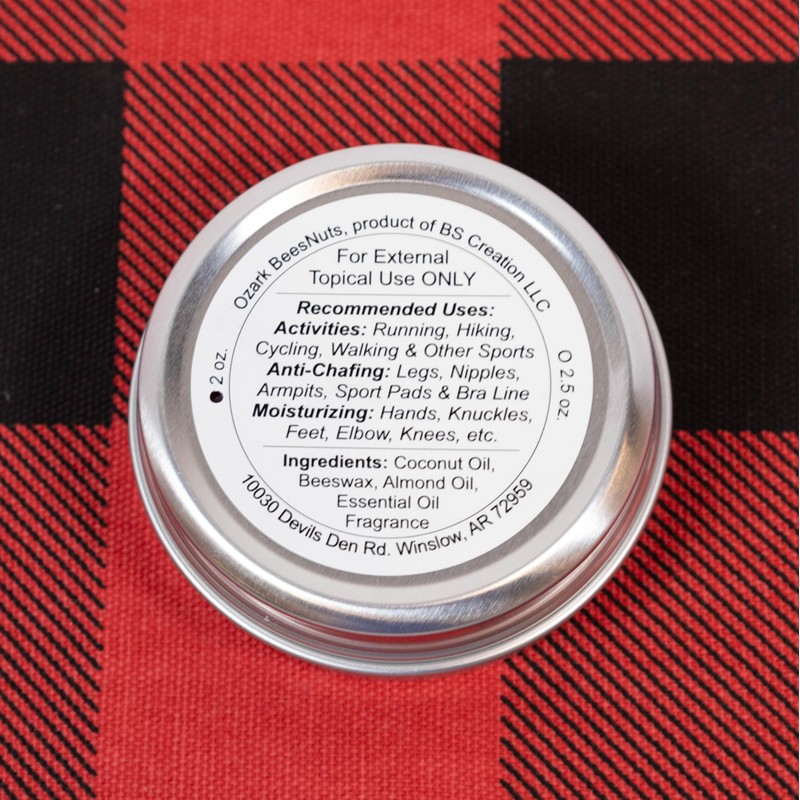 Ozark BeesNuts, product of BS Creation LLC
For External
Topical Use ONLY
Recommended Uses:
Activities: Running, Hiking,
Cycling, Walking & Other Sports
Anti-Chafing: Legs, Nipples,
Armpits, Sport Pads & Bra Line
Moisturizing: Hands, Knuckles,
Feet, Elbow, Knees, etc.
Ingredients: Coconut Oil,
Beeswax, Almond Oil,
Essential Oil
Fragrance
2 oz.
O 2.5 oz.
10030 Devils Den Rd. Winslow, AR 72959